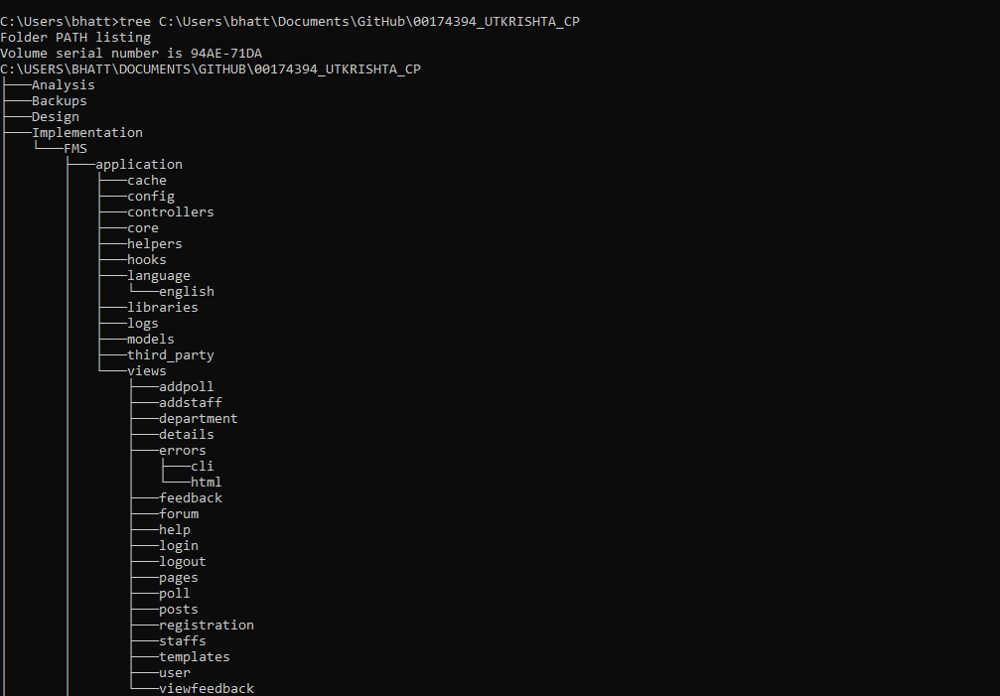 C:\Users\bhatt>tree C:\Users\bhatt\Documents\GitHub\00174394_UTKRISHTA_CP
Folder PATH listing
Volume serial number is 94AE-71DA
C:\USERS\BHATT\DOCUMENTS\GITHUB\00174394_UTKRISHTA_CP
├───Analysis
├───Backups
├───Design
├───Implementation
│   └───FMS
│       ├───application
│       │   ├───cache
│       │   ├───config
│       │   ├───controllers
│       │   ├───core
│       │   ├───helpers
│       │   ├───hooks
│       │   ├───language
│       │   │   └───english
│       │   ├───libraries
│       │   ├───logs
│       │   ├───models
│       │   ├───third_party
│       │   └───views
│       │       ├───addpoll
│       │       ├───addstaff
│       │       ├───department
│       │       ├───details
│       │       ├───errors
│       │       │   ├───cli
│       │       │   └───html
│       │       ├───feedback
│       │       ├───forum
│       │       ├───help
│       │       ├───login
│       │       ├───logout
│       │       ├───pages
│       │       ├───poll
│       │       ├───posts
│       │       ├───registration
│       │       ├───staffs
│       │       ├───templates
│       │       ├───user
│       │       └───viewfeedback